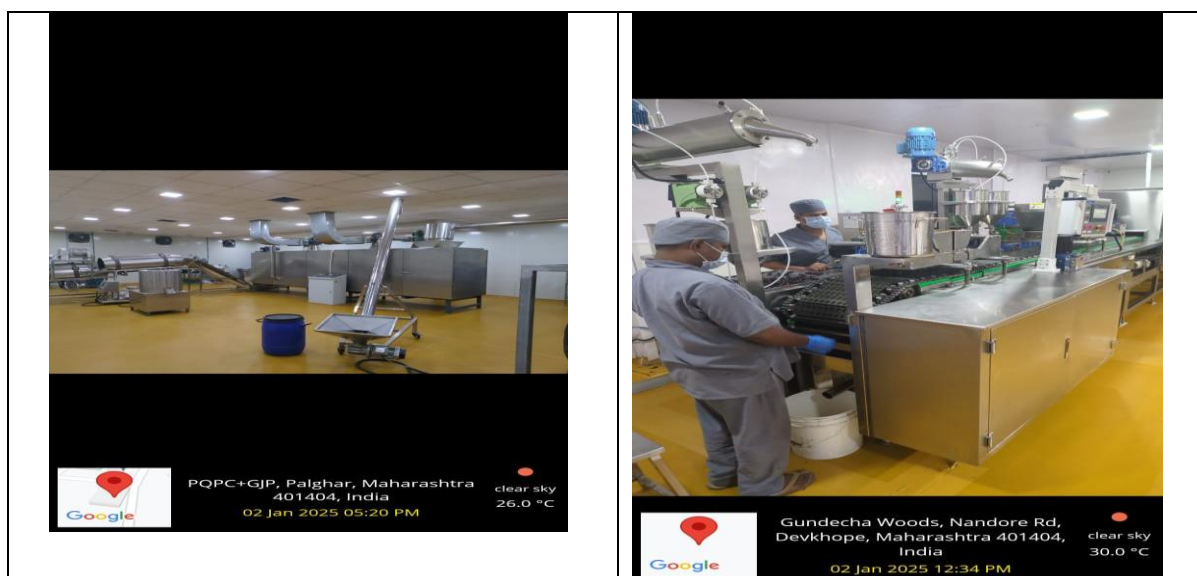 PQPC+GJP, Palghar, Maharashtra
401404, India
02 Jan 2025 05:20 PM
clear sky
26.0 °C
Google
Gundecha Woods, Nandore Rd,
Devkhope, Maharashtra 401404,
India
02 Jan 2025 12:34 PM
clear sky
30.0 °C
Google